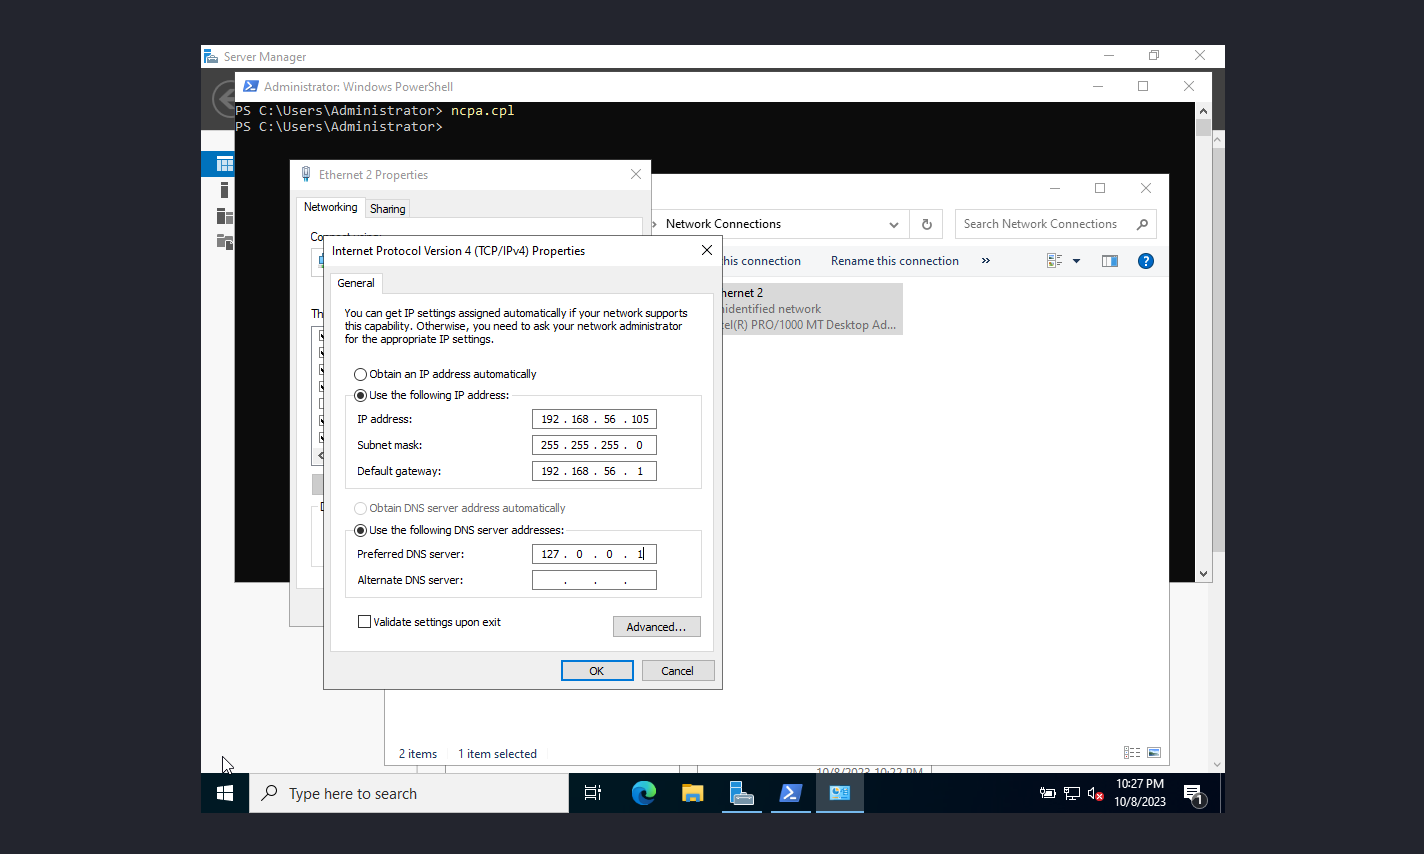 Server Manager
Administrator: Windows PowerShell
PS C:\Users\Administrator> ncpa.cpl
PS C:\Users\Administrator>
Ethernet 2 Properties
Networking
Sharing
Network Connections
Search Network Connections
this connection
Rename this connection
»
Internet Protocol Version 4 (TCP/IPv4) Properties
General
You can get IP settings assigned automatically if your network supports
this capability. Otherwise, you need to ask your network administrator
for the appropriate IP settings.
Obtain an IP address automatically
Use the following IP address:
IP address:
192 . 168 . 56 . 105
Subnet mask:
255 . 255 . 255 . 0
Default gateway:
192 . 168 . 56 . 1
Obtain DNS server address automatically
Use the following DNS server addresses:
Preferred DNS server:
127 . 0 . 0 . 1
Alternate DNS server:
. . .
Validate settings upon exit
Advanced...
OK
Cancel
hernet 2
identified network
tel(R) PRO/1000 MT Desktop Ad...
2 items
1 item selected
10/8/2023 10:22 PM
Type here to search
10:27 PM
10/8/2023
1